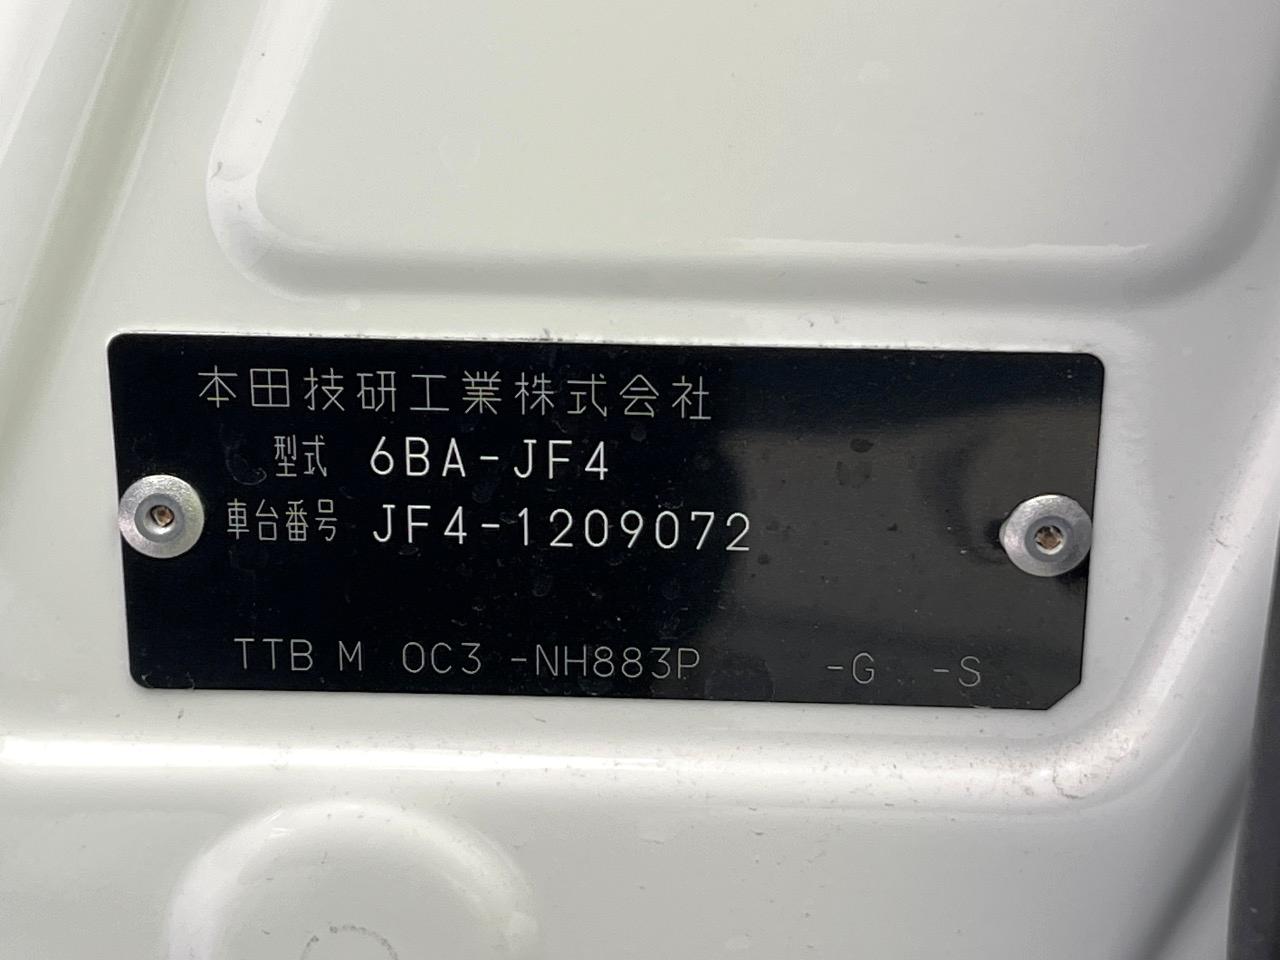 本田技研工業株式会社
型式 6BA-JF4
車台番号 JF4-1209072
TTB M 0C3 -NH883P -G -S